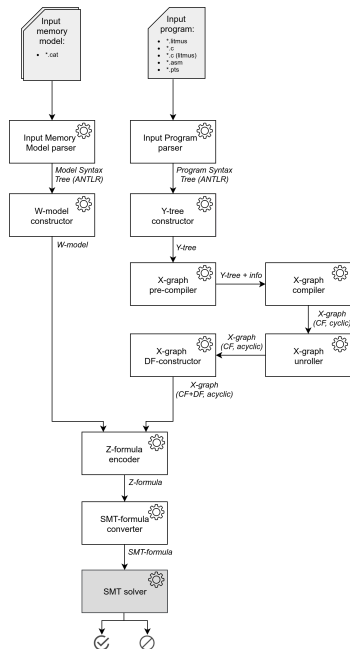 Input
memory
model:
• *.cat
Input
program:
• *.litmus
• *.c
• *.c (litmus)
• *.asm
• *.pts
Input Memory
Model parser
Input Program
parser
Model Syntax
Tree (ANTLR)
Program Syntax
Tree (ANTLR)
W-model
constructor
Y-tree
constructor
W-model
Y-tree
X-graph
pre-compiler
Y-tree + info
X-graph
compiler
X-graph
(CF, cyclic)
X-graph
DF-constructor
X-graph
(CF, acyclic)
X-graph
unroller
X-graph
(CF+DF, acyclic)
Z-formula
encoder
Z-formula
SMT-formula
converter
SMT-formula
SMT solver